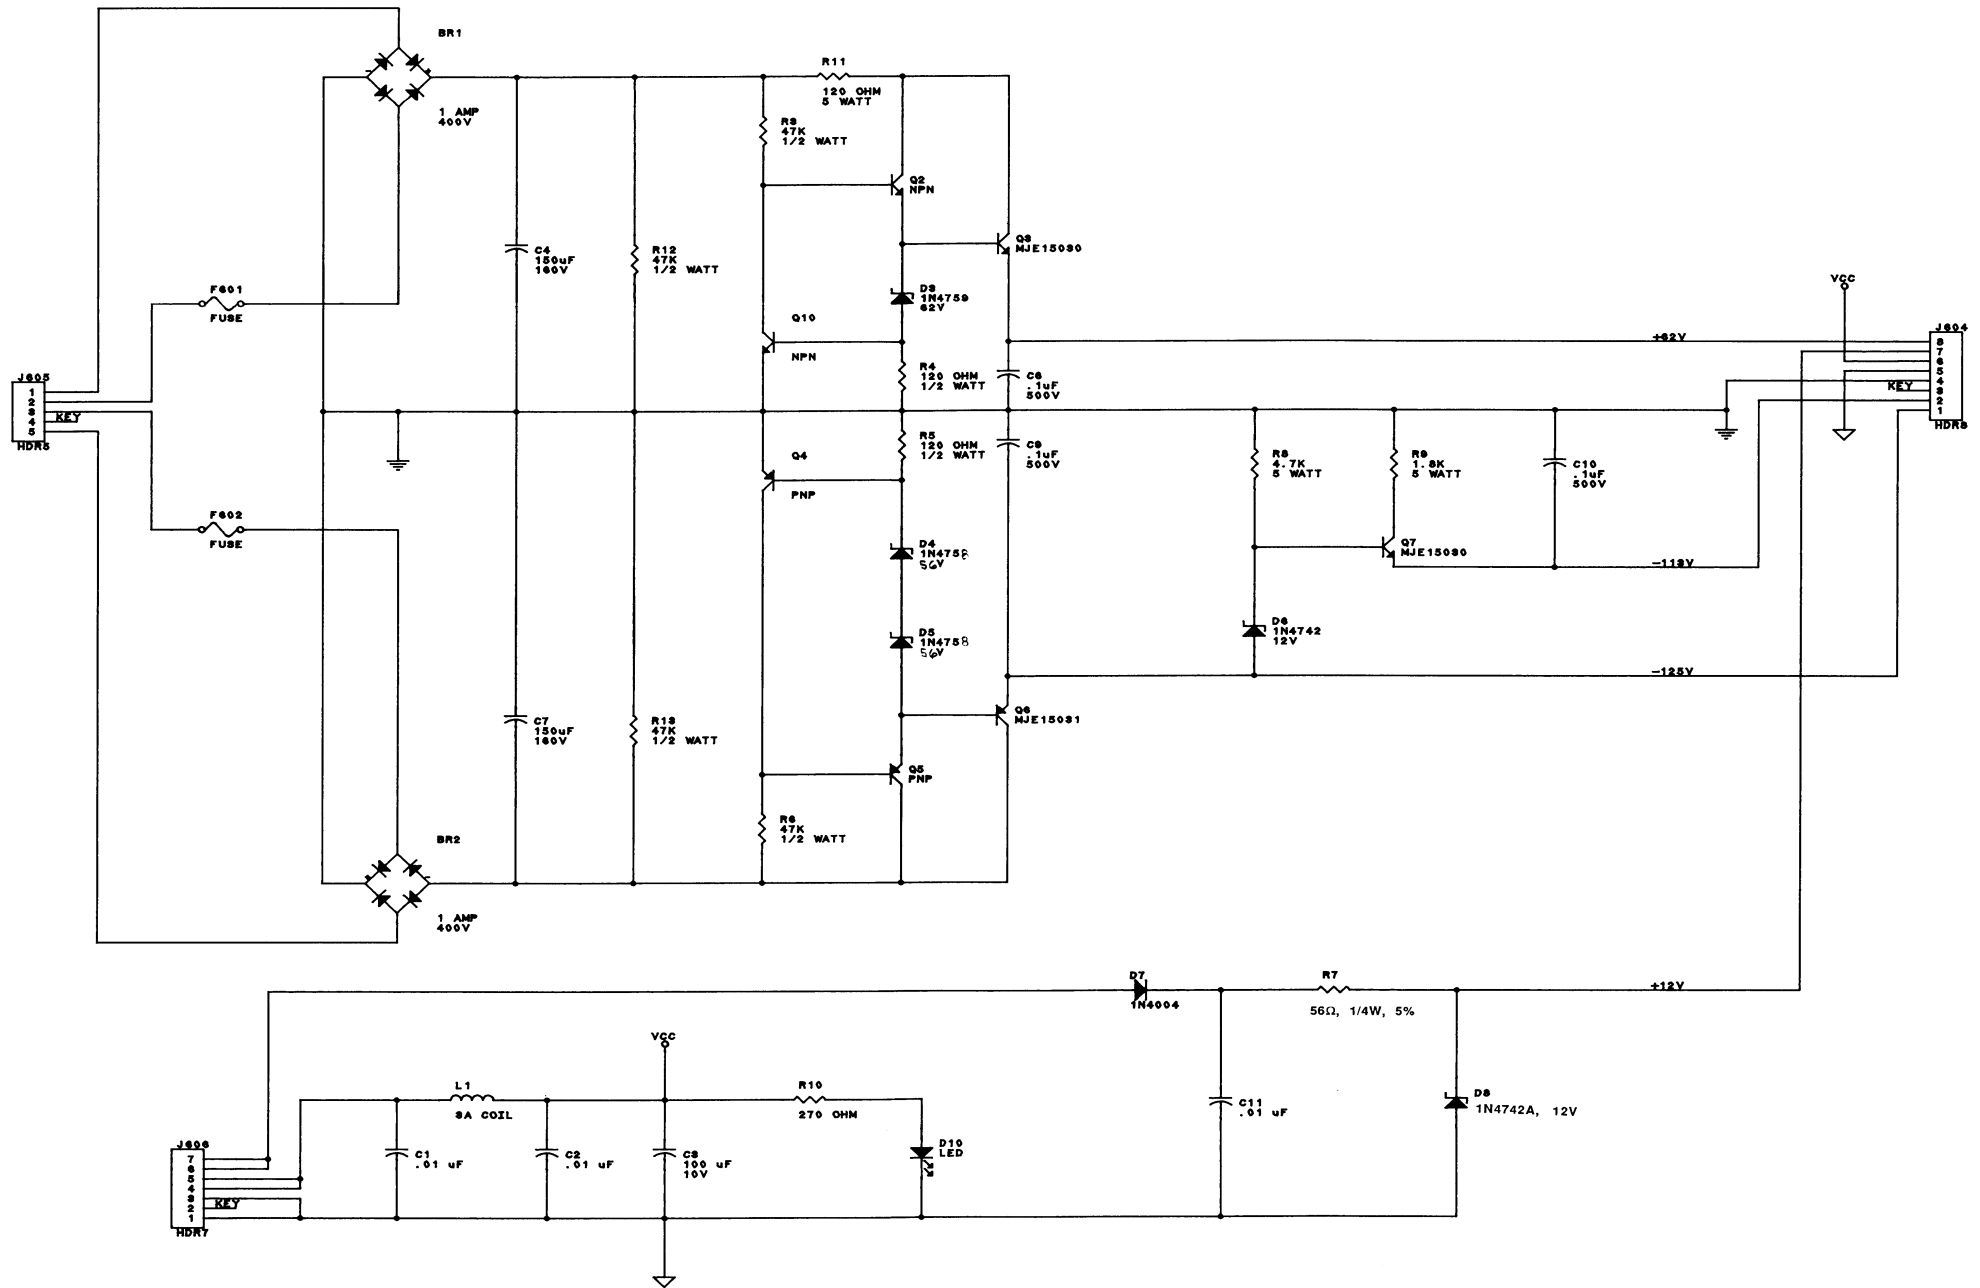 BR1
- +
1 AMP
400V
R11
120 OHM
5 WATT
R3
47K
1/2 WATT
Q2
NPN
Q3
MJE15030
C4
150uF
160V
R12
47K
1/2 WATT
D3
1N4759
62V
F601
FUSE
Q10
NPN
VCC
J604
+62V
8
7
6
5
4
KEY 3
2
1
HDR8
R4
120 OHM
1/2 WATT
C6
.1uF
500V
J605
1
2
3
4 KEY
5
HDR5
R5
120 OHM
1/2 WATT
C9
.1uF
500V
Q4
PNP
R8
4.7K
5 WATT
R9
1.8K
5 WATT
C10
.1uF
500V
F602
FUSE
D4
1N4758
56V
Q7
MJE15030
-113V
D5
1N4758
56V
D6
1N4742
12V
-125V
C7
150uF
160V
R13
47K
1/2 WATT
Q6
MJE15031
Q5
PNP
R6
47K
1/2 WATT
BR2
+ -
1 AMP
400V
D7
1N4004
R7
56Ω, 1/4W, 5%
+12V
VCC
L1
3A COIL
R10
270 OHM
C11
.01 uF
D8
1N4742A, 12V
J606
7
6
5
4
3
2 KEY
1
HDR7
C1
.01 uF
C2
.01 uF
C3
100 uF
10V
D10
LED